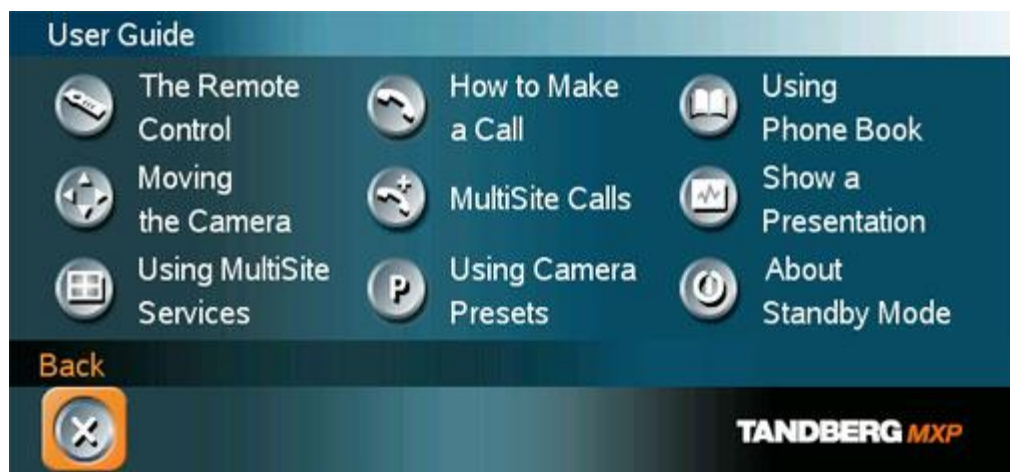 User Guide
The Remote
Control
How to Make
a Call
Using
Phone Book
Moving
the Camera
MultiSite Calls
Show a
Presentation
Using MultiSite
Services
P
Using Camera
Presets
About
Standby Mode
Back
TANDBERG MXP